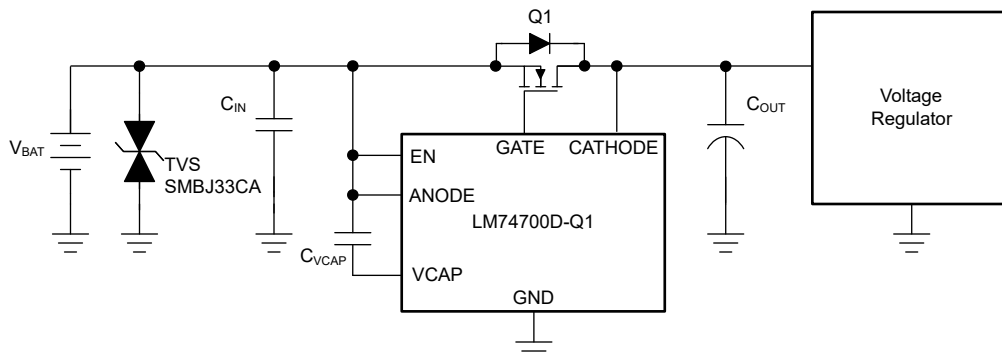 Q1
C_IN
C_OUT
Voltage
Regulator
V_BAT
TVS
SMBJ33CA
GATE
CATHODE
EN
ANODE
LM74700D-Q1
C_VCAP
VCAP
GND